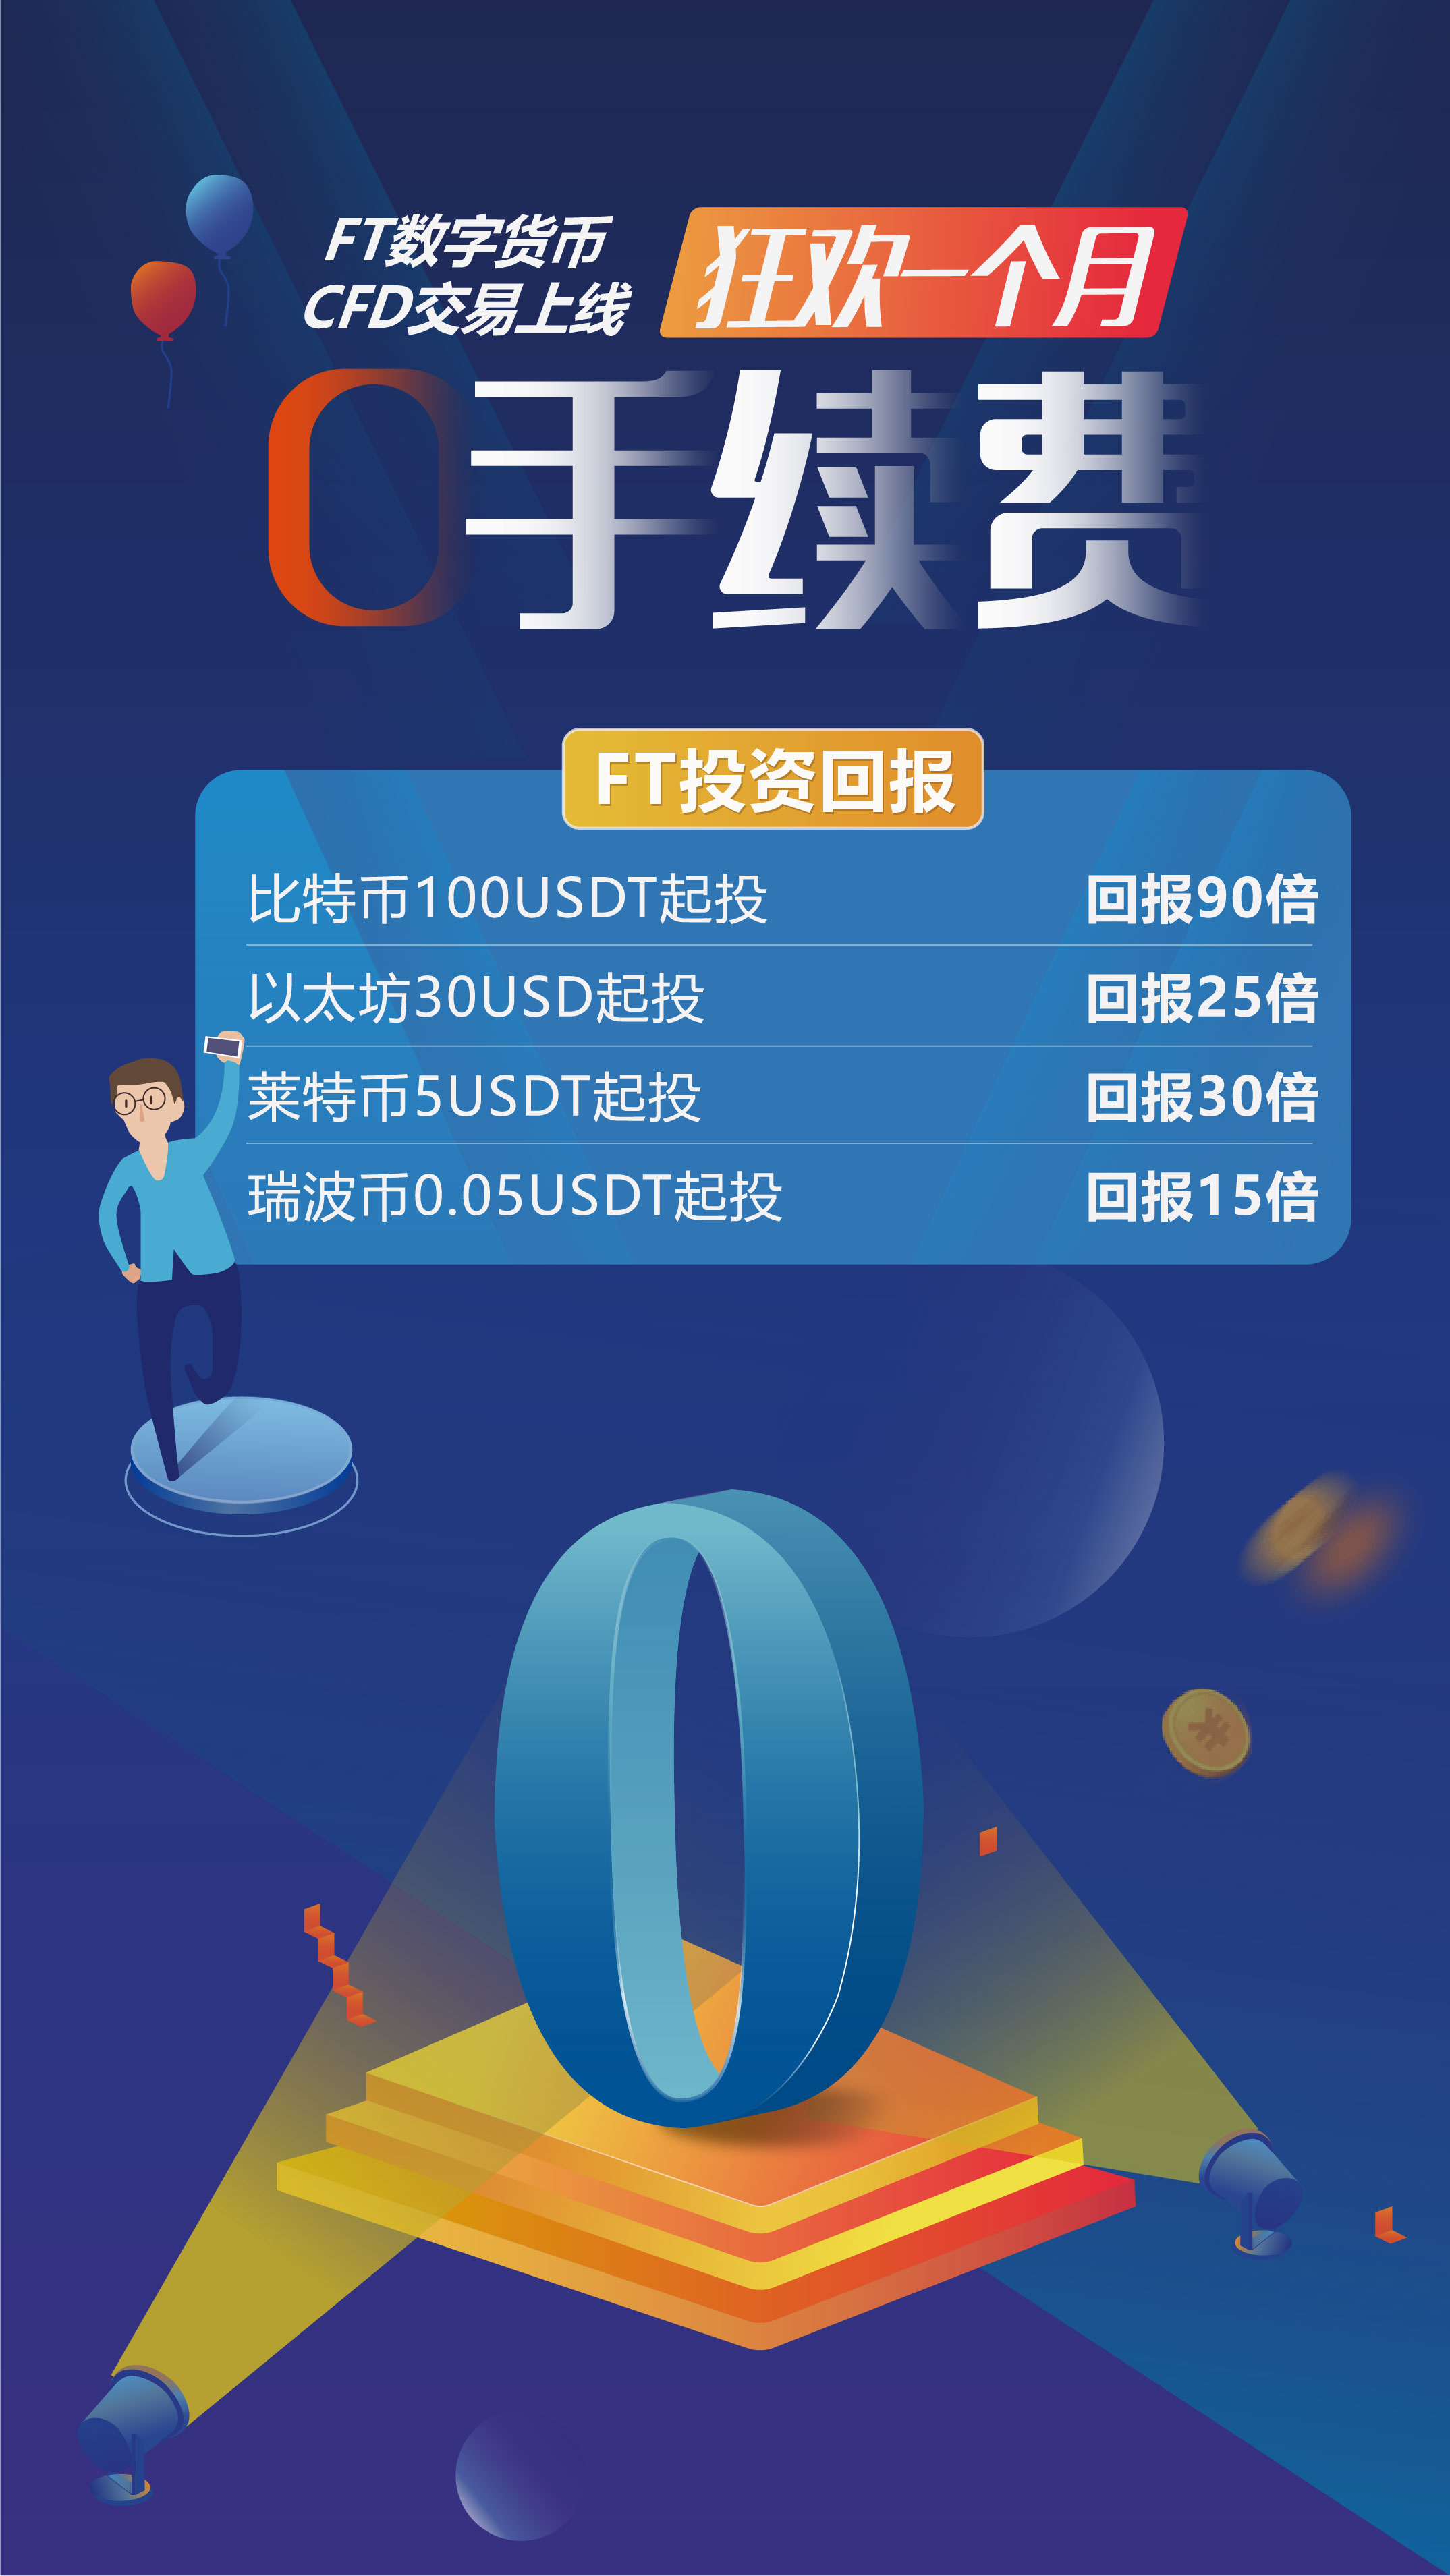 FT数字货币
CFD交易上线
狂欢一个月
0手续费
FT投资回报
比特币100USDT起投 回报90倍
以太坊30USD起投 回报25倍
莱特币5USDT起投 回报30倍
瑞波币0.05USDT起投 回报15倍
0